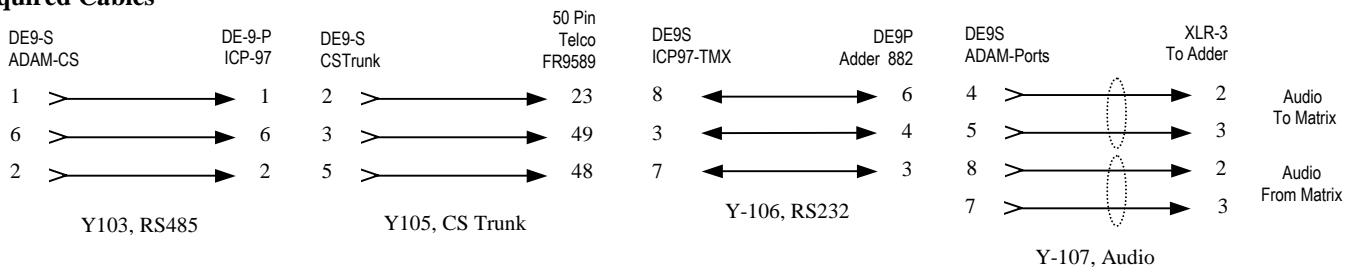 quired Cables
DE9-S
ADAM-CS
DE-9-P
ICP-97
1 1
6 6
2 2
Y103, RS485
DE9-S
CSTrunk
50 Pin
Telco
FR9589
2 23
3 49
5 48
Y105, CS Trunk
DE9S
ICP97-TMX
DE9P
Adder 882
8 6
3 4
7 3
Y-106, RS232
DE9S
ADAM-Ports
XLR-3
To Adder
4 2
5 3
Audio
To Matrix
8 2
7 3
Audio
From Matrix
Y-107, Audio